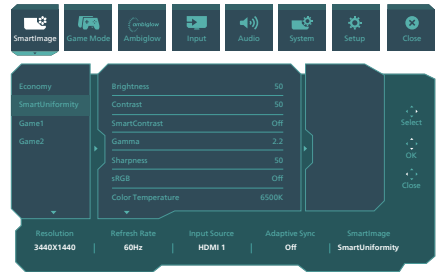 SmartImage Game Mode Ambiglow Input Audio System Setup Close
ambiglow
Economy
SmartUniformity
Game1
Game2
Brightness 50
Contrast 50
SmartContrast Off
Gamma 2.2
Sharpness 50
sRGB Off
Color Temperature 6500K
Select
OK
Close
Resolution Refresh Rate Input Source Adaptive Sync SmartImage
3440X1440 60Hz HDMI 1 Off SmartUniformity